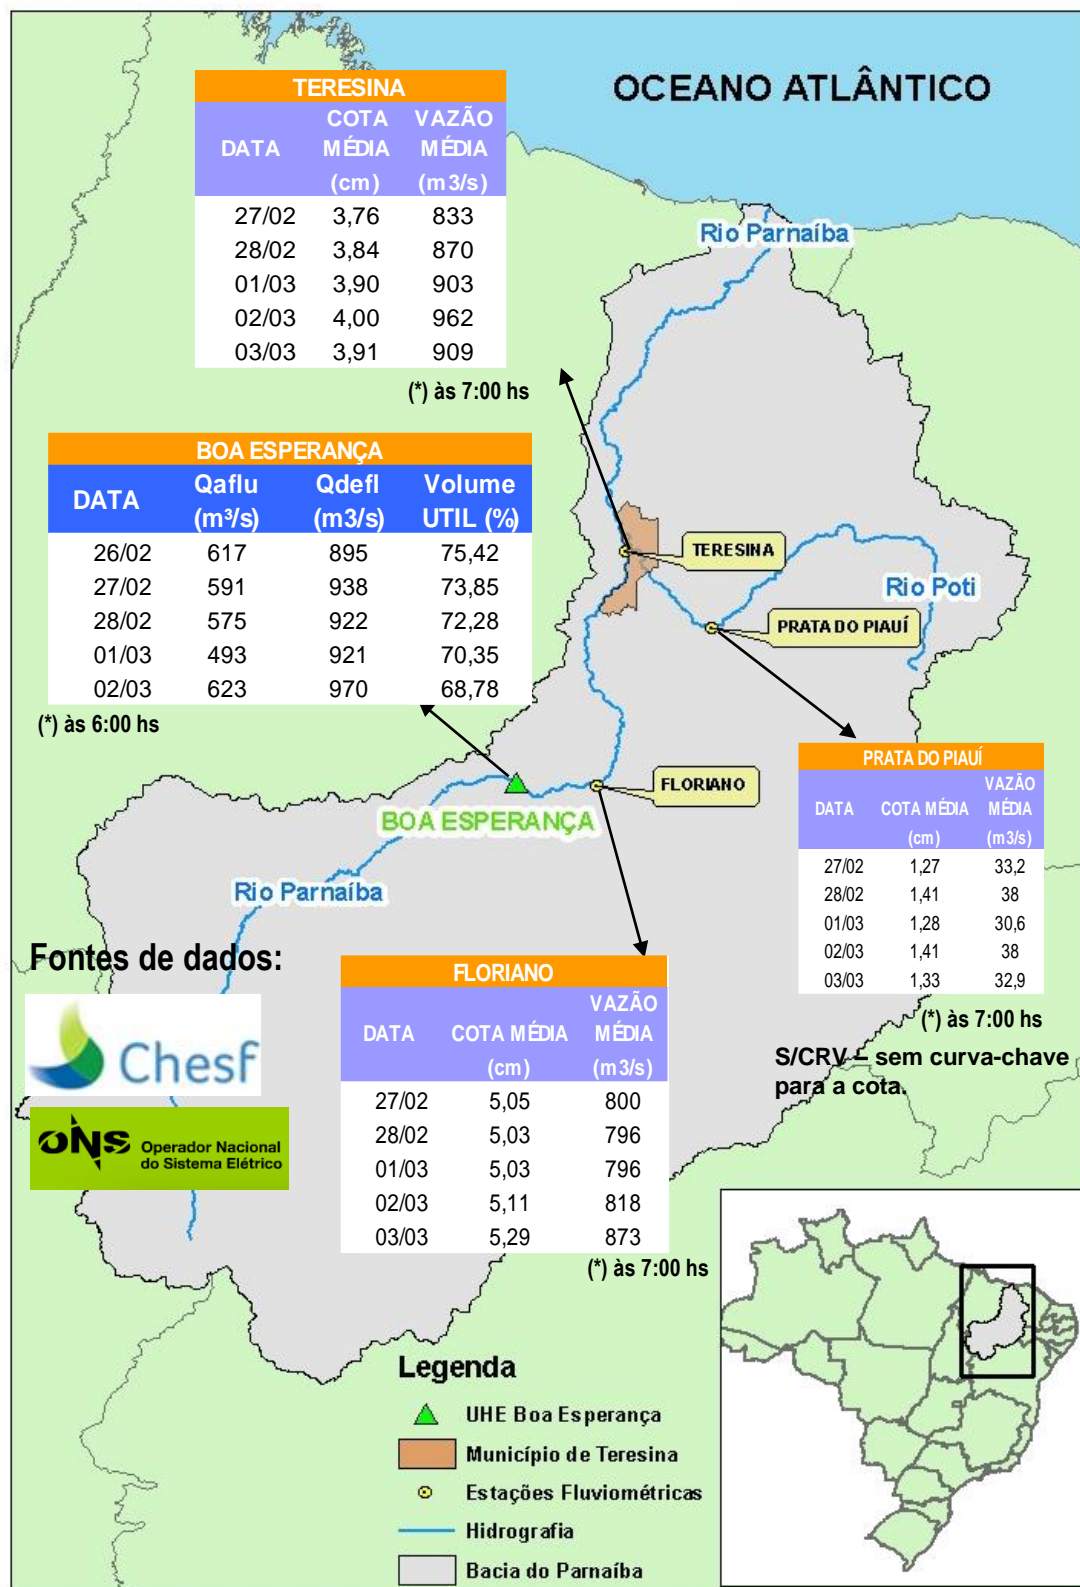 OCEANO ATLÂNTICO
TERESINA
DATA COTA MÉDIA (cm) VAZÃO MÉDIA (m3/s)
27/02 3,76 833
28/02 3,84 870
01/03 3,90 903
02/03 4,00 962
03/03 3,91 909
(*) às 7:00 hs
Rio Parnaíba
BOA ESPERANÇA
DATA Qaflu (m³/s) Qdefl (m3/s) Volume UTIL (%)
26/02 617 895 75,42
27/02 591 938 73,85
28/02 575 922 72,28
01/03 493 921 70,35
02/03 623 970 68,78
(*) às 6:00 hs
TERESINA
Rio Poti
PRATA DO PIAUÍ
FLORIANO
BOA ESPERANÇA
Rio Parnaíba
PRATA DO PIAUÍ
DATA COTA MÉDIA (cm) VAZÃO MÉDIA (m3/s)
27/02 1,27 33,2
28/02 1,41 38
01/03 1,28 30,6
02/03 1,41 38
03/03 1,33 32,9
(*) às 7:00 hs
S/CRV – sem curva-chave
para a cota.
Fontes de dados:
Chesf
ONS Operador Nacional
do Sistema Elétrico
FLORIANO
DATA COTA MÉDIA (cm) VAZÃO MÉDIA (m3/s)
27/02 5,05 800
28/02 5,03 796
01/03 5,03 796
02/03 5,11 818
03/03 5,29 873
(*) às 7:00 hs
Legenda
UHE Boa Esperança
Município de Teresina
Estações Fluviométricas
Hidrografia
Bacia do Parnaíba